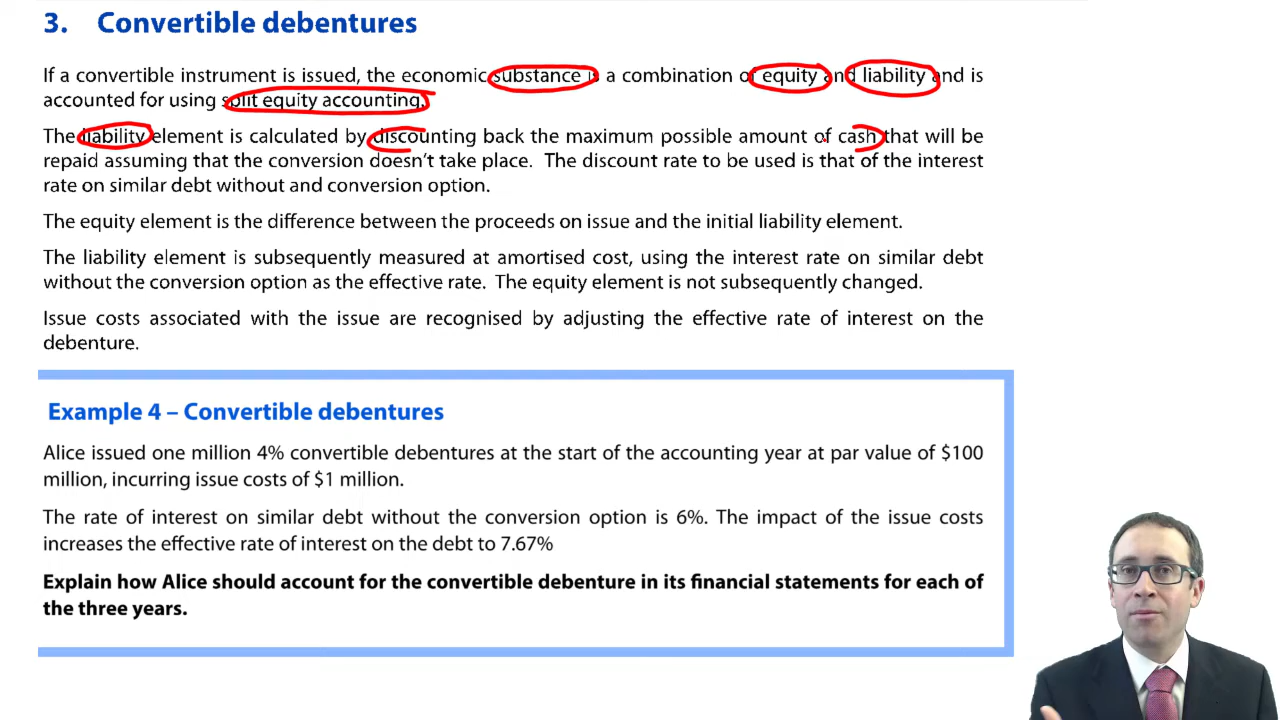 3. Convertible debentures
If a convertible instrument is issued, the economic substance is a combination of equity and liability and is
accounted for using split equity accounting.
The liability element is calculated by discounting back the maximum possible amount of cash that will be
repaid assuming that the conversion doesn't take place. The discount rate to be used is that of the interest
rate on similar debt without and conversion option.
The equity element is the difference between the proceeds on issue and the initial liability element.
The liability element is subsequently measured at amortised cost, using the interest rate on similar debt
without the conversion option as the effective rate. The equity element is not subsequently changed.
Issue costs associated with the issue are recognised by adjusting the effective rate of interest on the
debenture.
Example 4 – Convertible debentures
Alice issued one million 4% convertible debentures at the start of the accounting year at par value of $100
million, incurring issue costs of $1 million.
The rate of interest on similar debt without the conversion option is 6%. The impact of the issue costs
increases the effective rate of interest on the debt to 7.67%
Explain how Alice should account for the convertible debenture in its financial statements for each of
the three years.